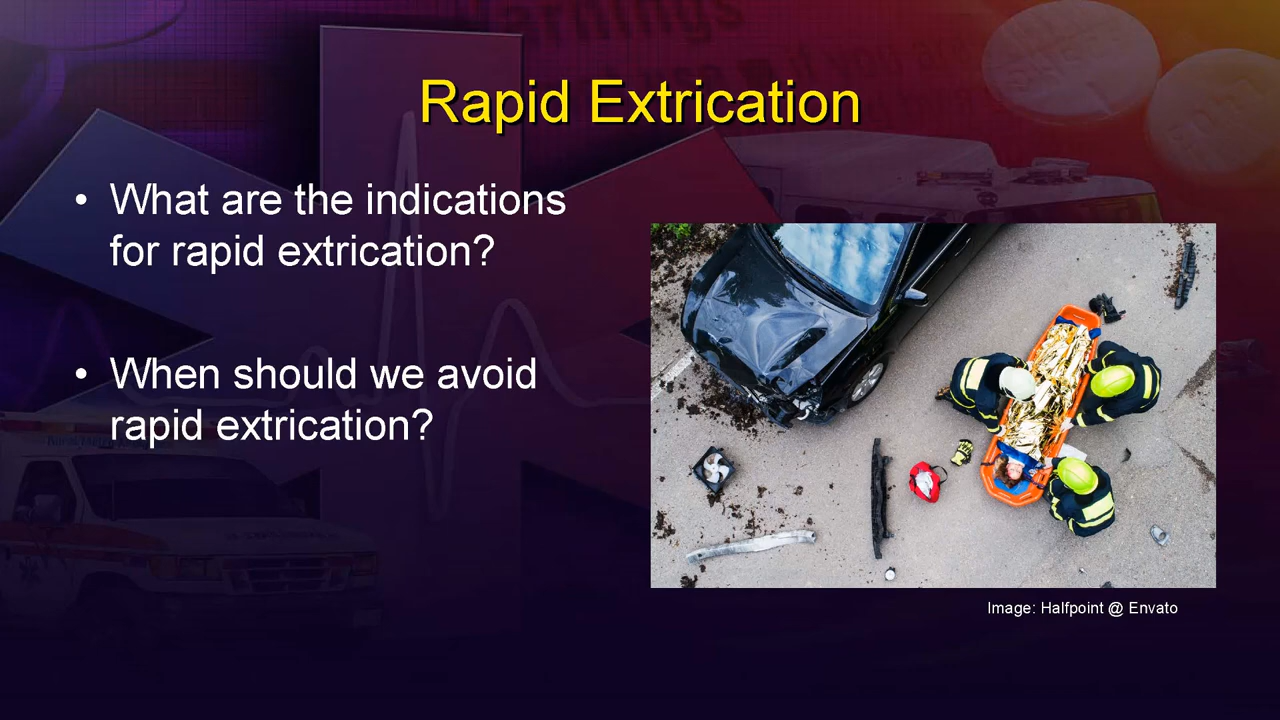 Rapid Extrication
• What are the indications
for rapid extrication?
• When should we avoid
rapid extrication?
Image: Halfpoint @ Envato